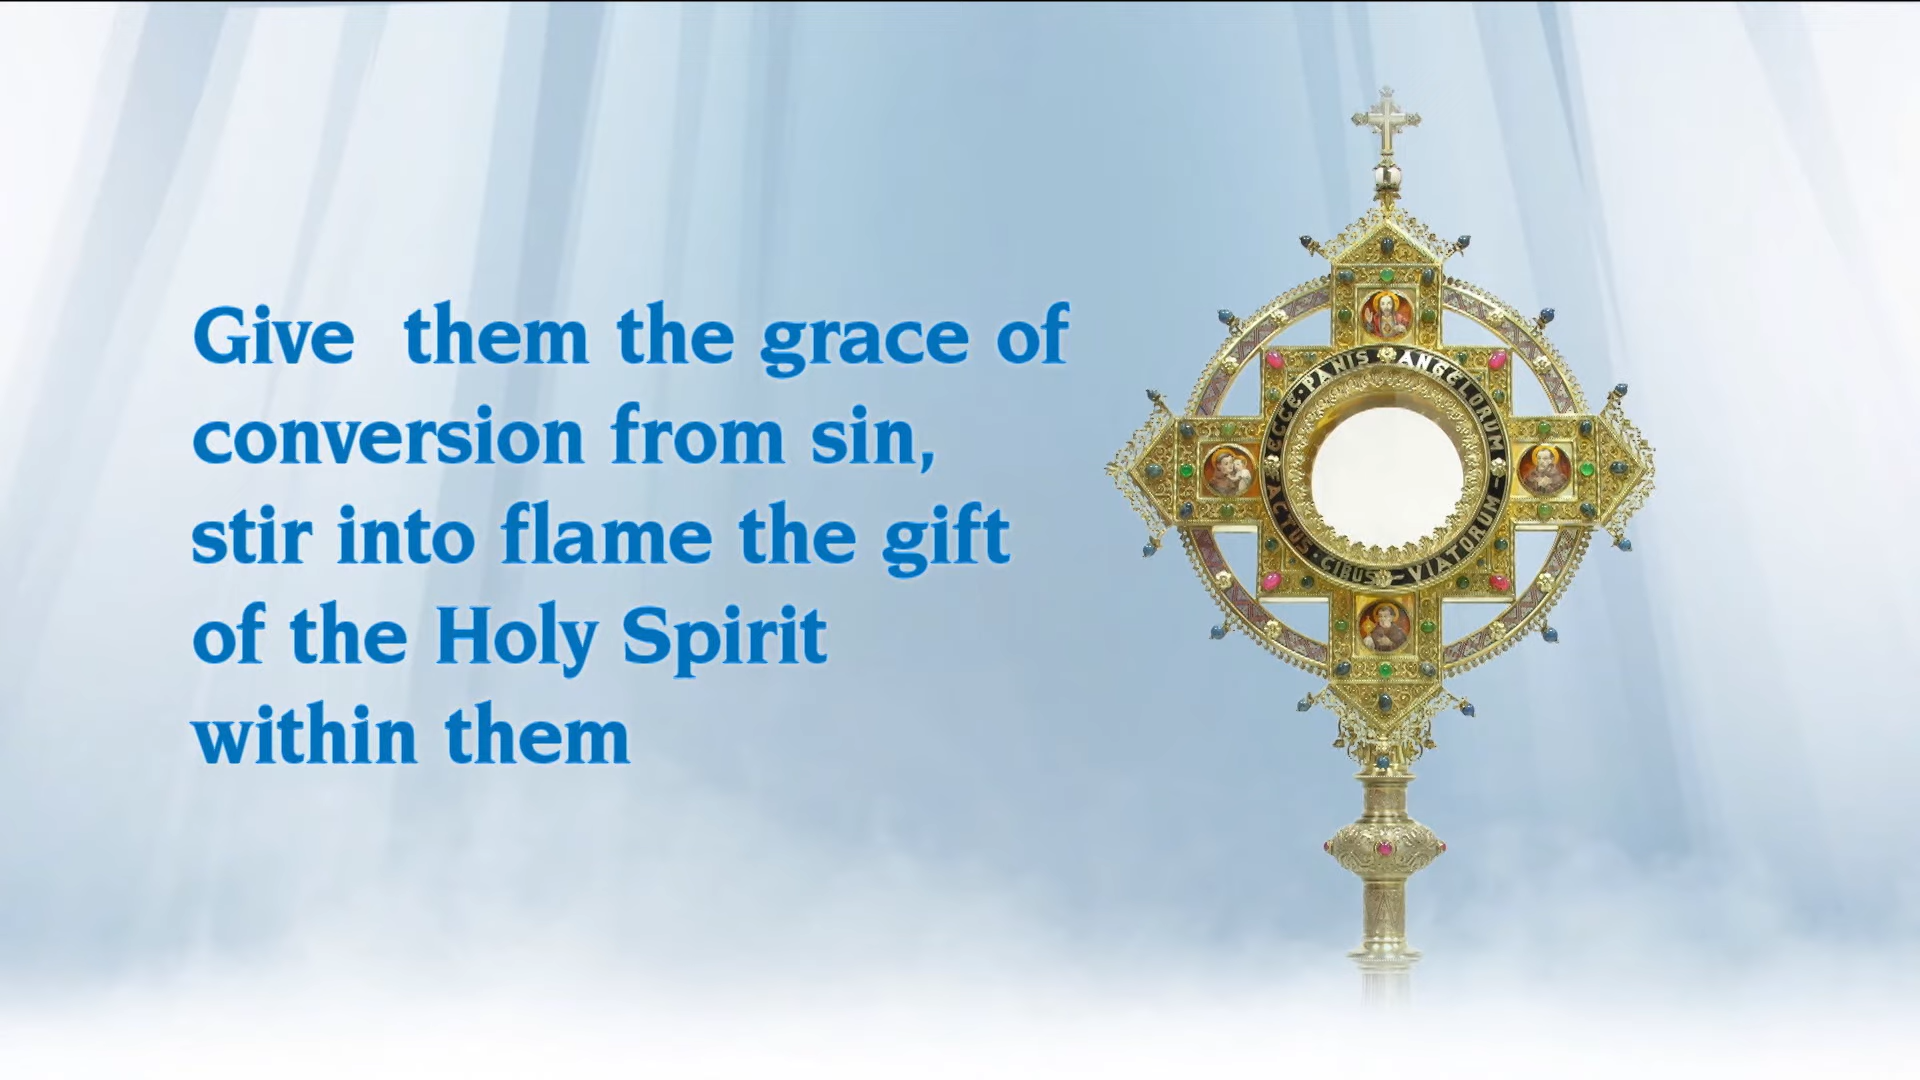 Give  them the grace of
conversion from sin,
stir into flame the gift
of the Holy Spirit
within them
ECCE · PANIS ANGELORUM
FACTUS · CIBUS – VIATORUM –